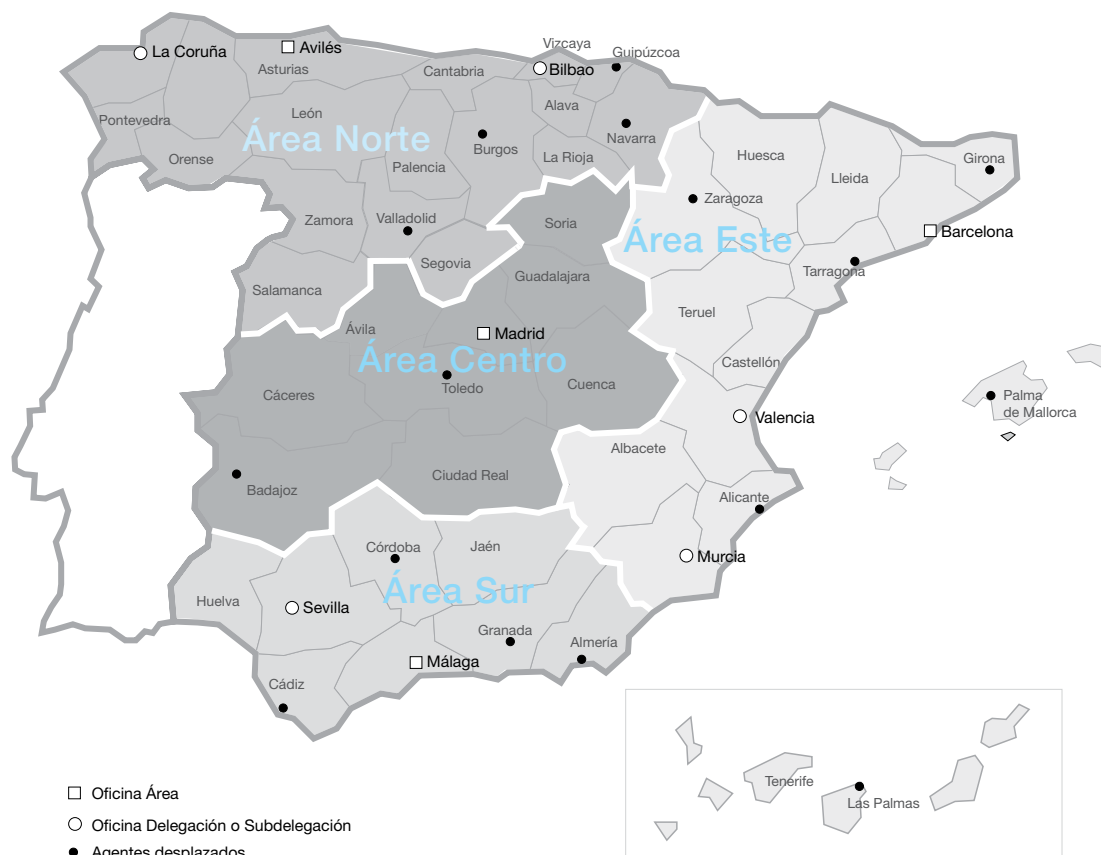 Vizcaya
Guipúzcoa
La Coruña
Avilés
Asturias
Cantabria
Bilbao
Pontevedra
León
Alava
Área Norte
Navarra
Burgos
Orense
Palencia
La Rioja
Huesca
Girona
Lleida
Zaragoza
Zamora
Valladolid
Soria
Área Este
Barcelona
Segovia
Guadalajara
Tarragona
Salamanca
Teruel
Ávila
Madrid
Área Centro
Castellón
Cáceres
Toledo
Cuenca
Palma
de Mallorca
Valencia
Albacete
Ciudad Real
Badajoz
Alicante
Córdoba
Jaén
Murcia
Área Sur
Huelva
Sevilla
Granada
Almería
Málaga
Cádiz
Tenerife
Las Palmas
Oficina Área
Oficina Delegación o Subdelegación
Agentes desplazados